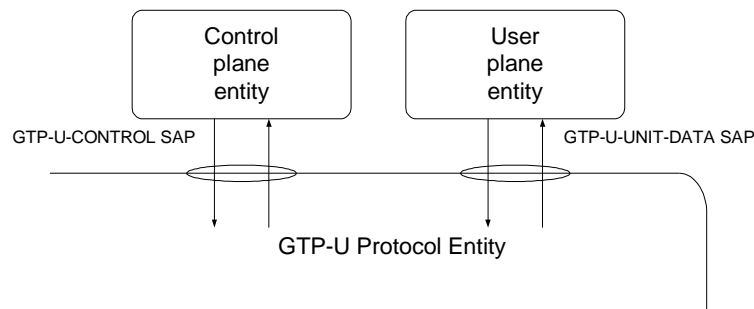 Control
plane
entity
User
plane
entity
GTP-U-CONTROL SAP
GTP-U-UNIT-DATA SAP
GTP-U Protocol Entity